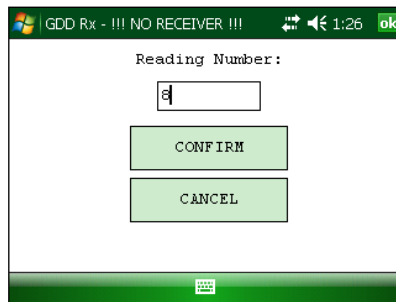 GDD Rx - !!! NO RECEIVER !!! 1:26 ok
Reading Number:
8
CONFIRM
CANCEL